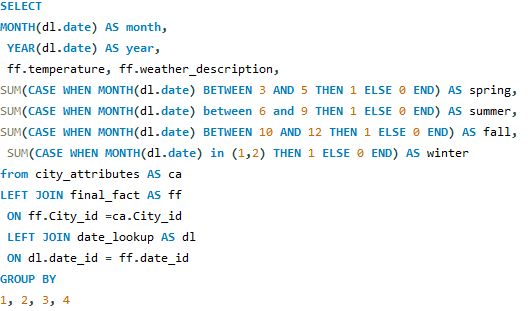 SELECT
MONTH(dl.date) AS month,
YEAR(dl.date) AS year,
ff.temperature, ff.weather_description,
SUM(CASE WHEN MONTH(dl.date) BETWEEN 3 AND 5 THEN 1 ELSE 0 END) AS spring,
SUM(CASE WHEN MONTH(dl.date) between 6 and 9 THEN 1 ELSE 0 END) AS summer,
SUM(CASE WHEN MONTH(dl.date) BETWEEN 10 AND 12 THEN 1 ELSE 0 END) AS fall,
SUM(CASE WHEN MONTH(dl.date) in (1,2) THEN 1 ELSE 0 END) AS winter
from city_attributes AS ca
LEFT JOIN final_fact AS ff
ON ff.City_id =ca.City_id
LEFT JOIN date_lookup AS dl
ON dl.date_id = ff.date_id
GROUP BY
1, 2, 3, 4